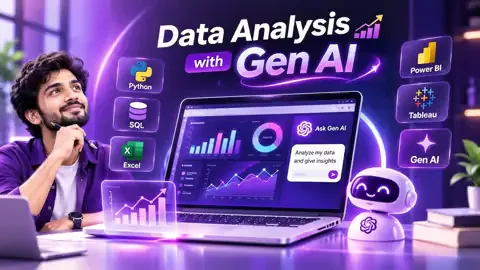 Data Analysis
with Gen AI
Python
SQL
Excel
Ask Gen AI
Analyze my data
and give insights
Power BI
Tableau
Gen AI